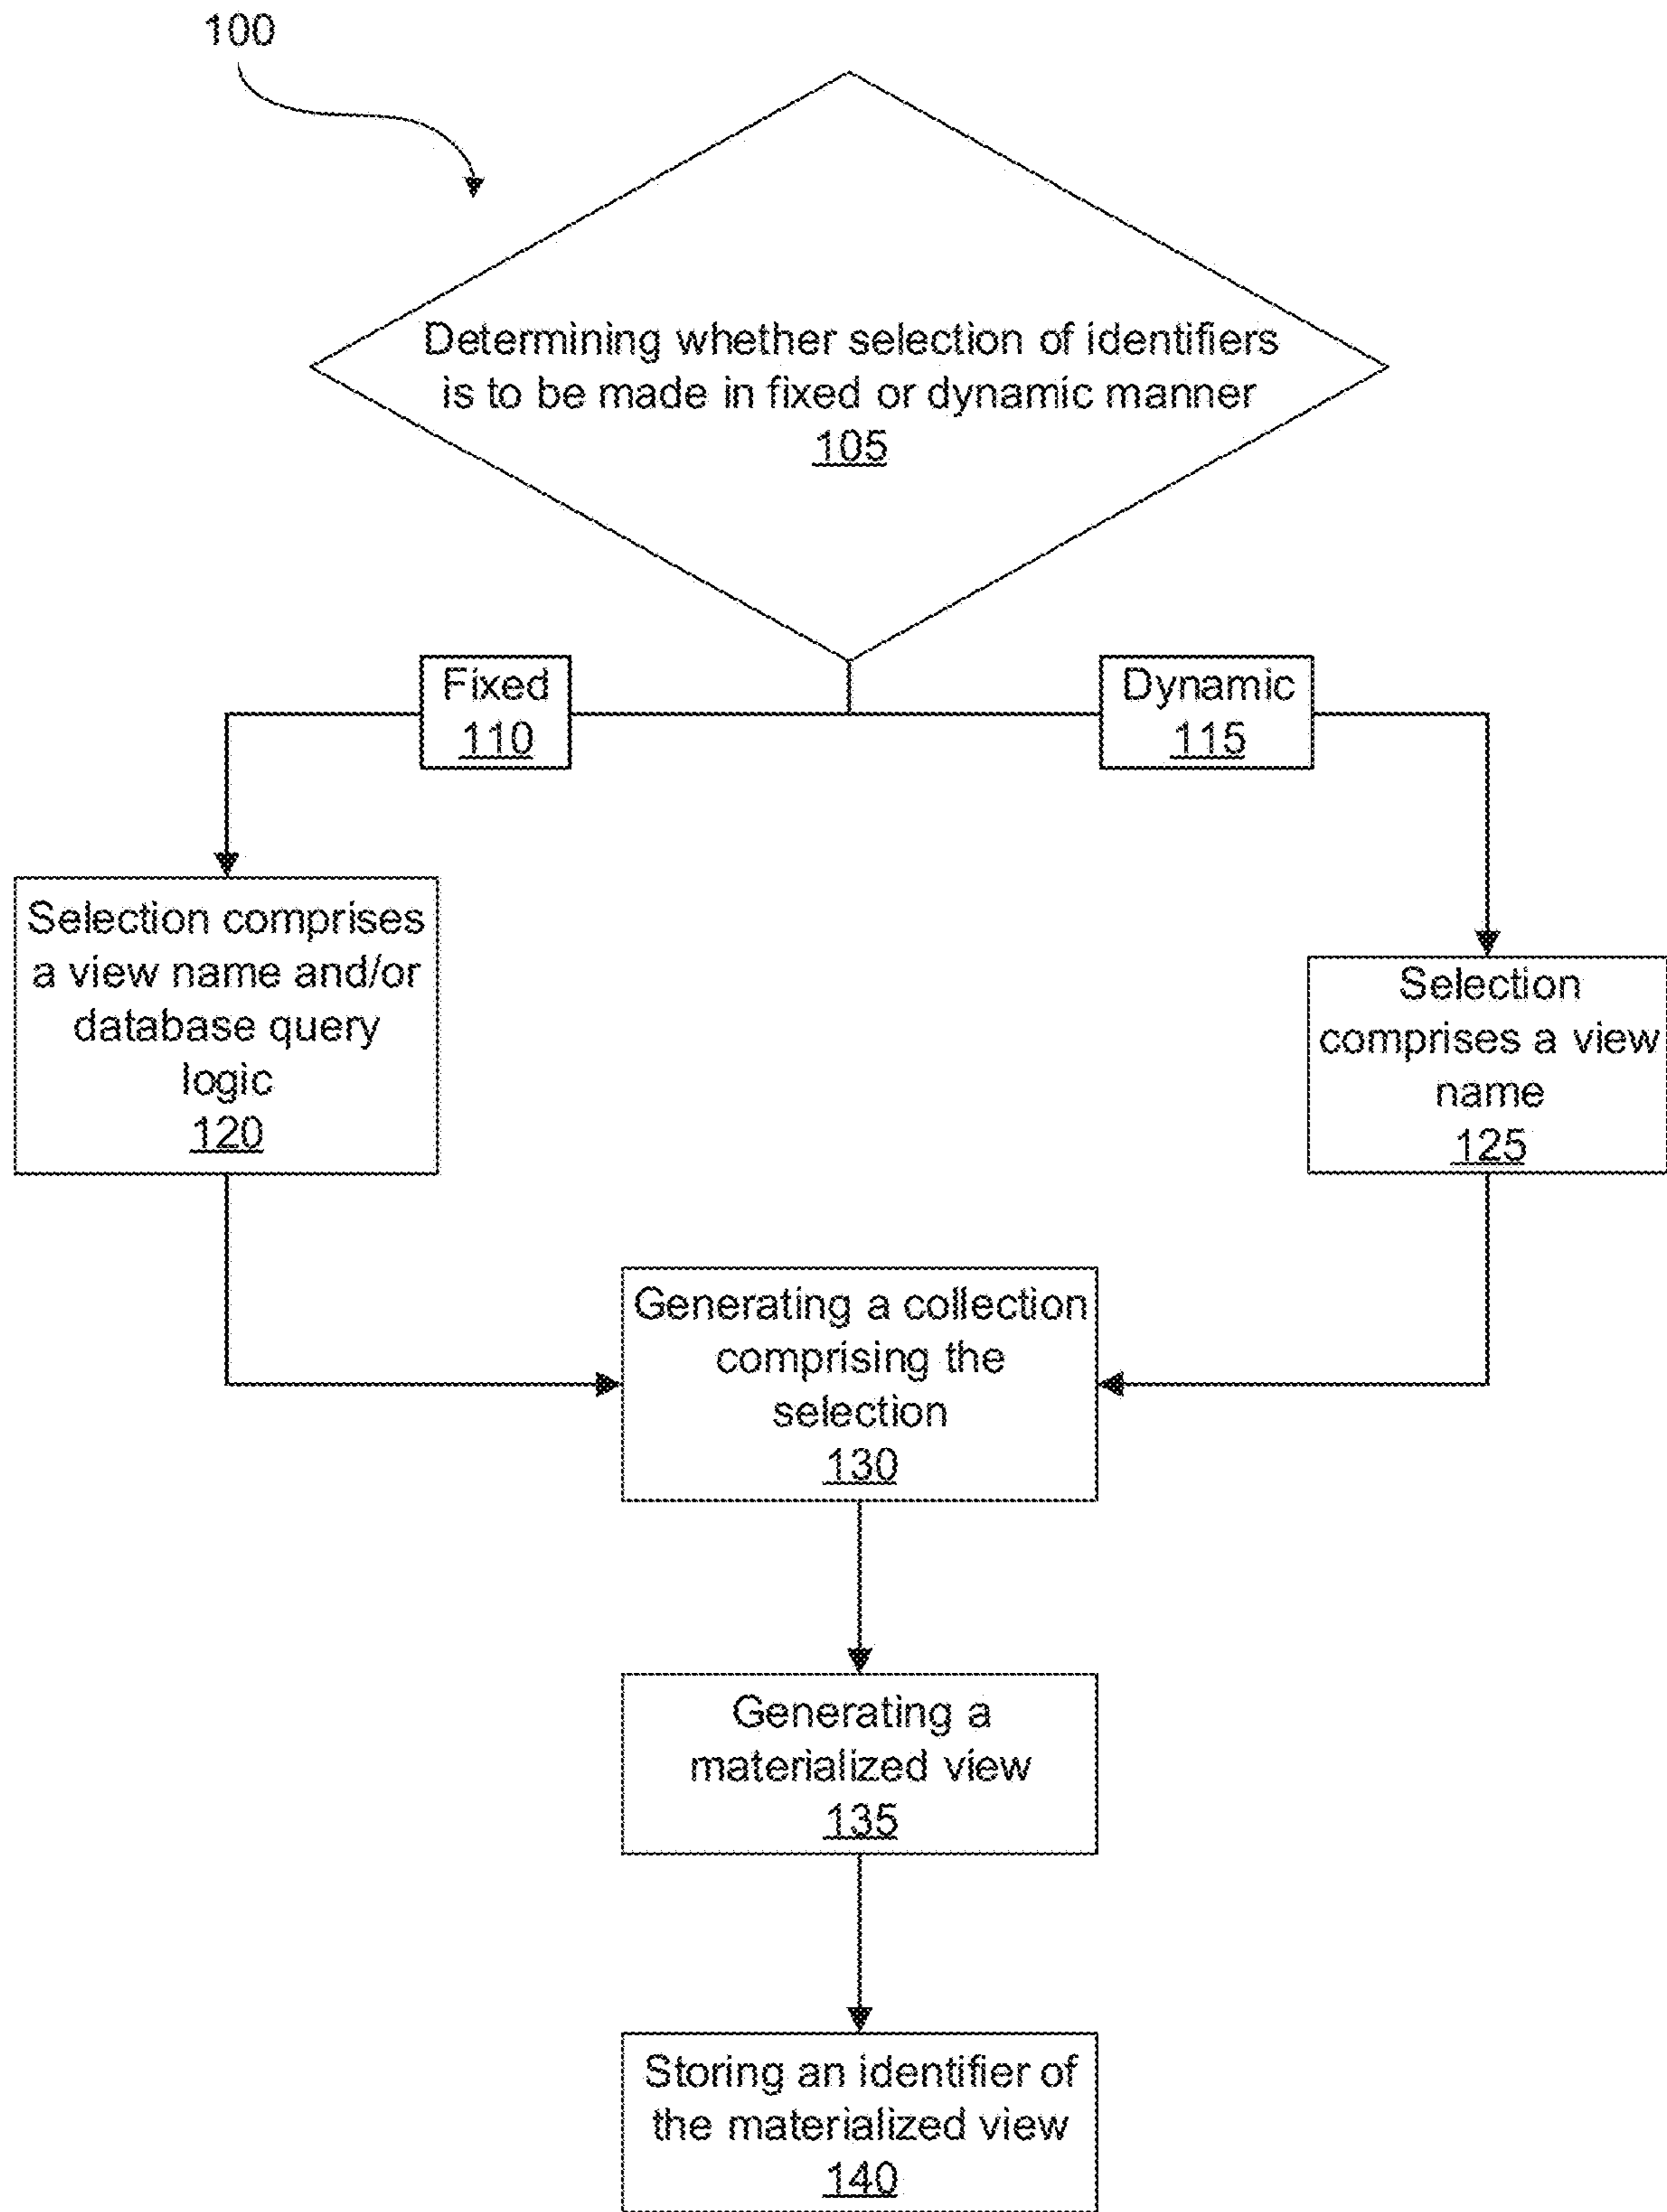 100
Determining whether selection of identifiers
is to be made in fixed or dynamic manner
105
Fixed
110
Dynamic
115
Selection comprises
a view name and/or
database query
logic
120
Selection
comprises a view
name
125
Generating a collection
comprising the
selection
130
Generating a
materialized view
135
Storing an identifier of
the materialized view
140